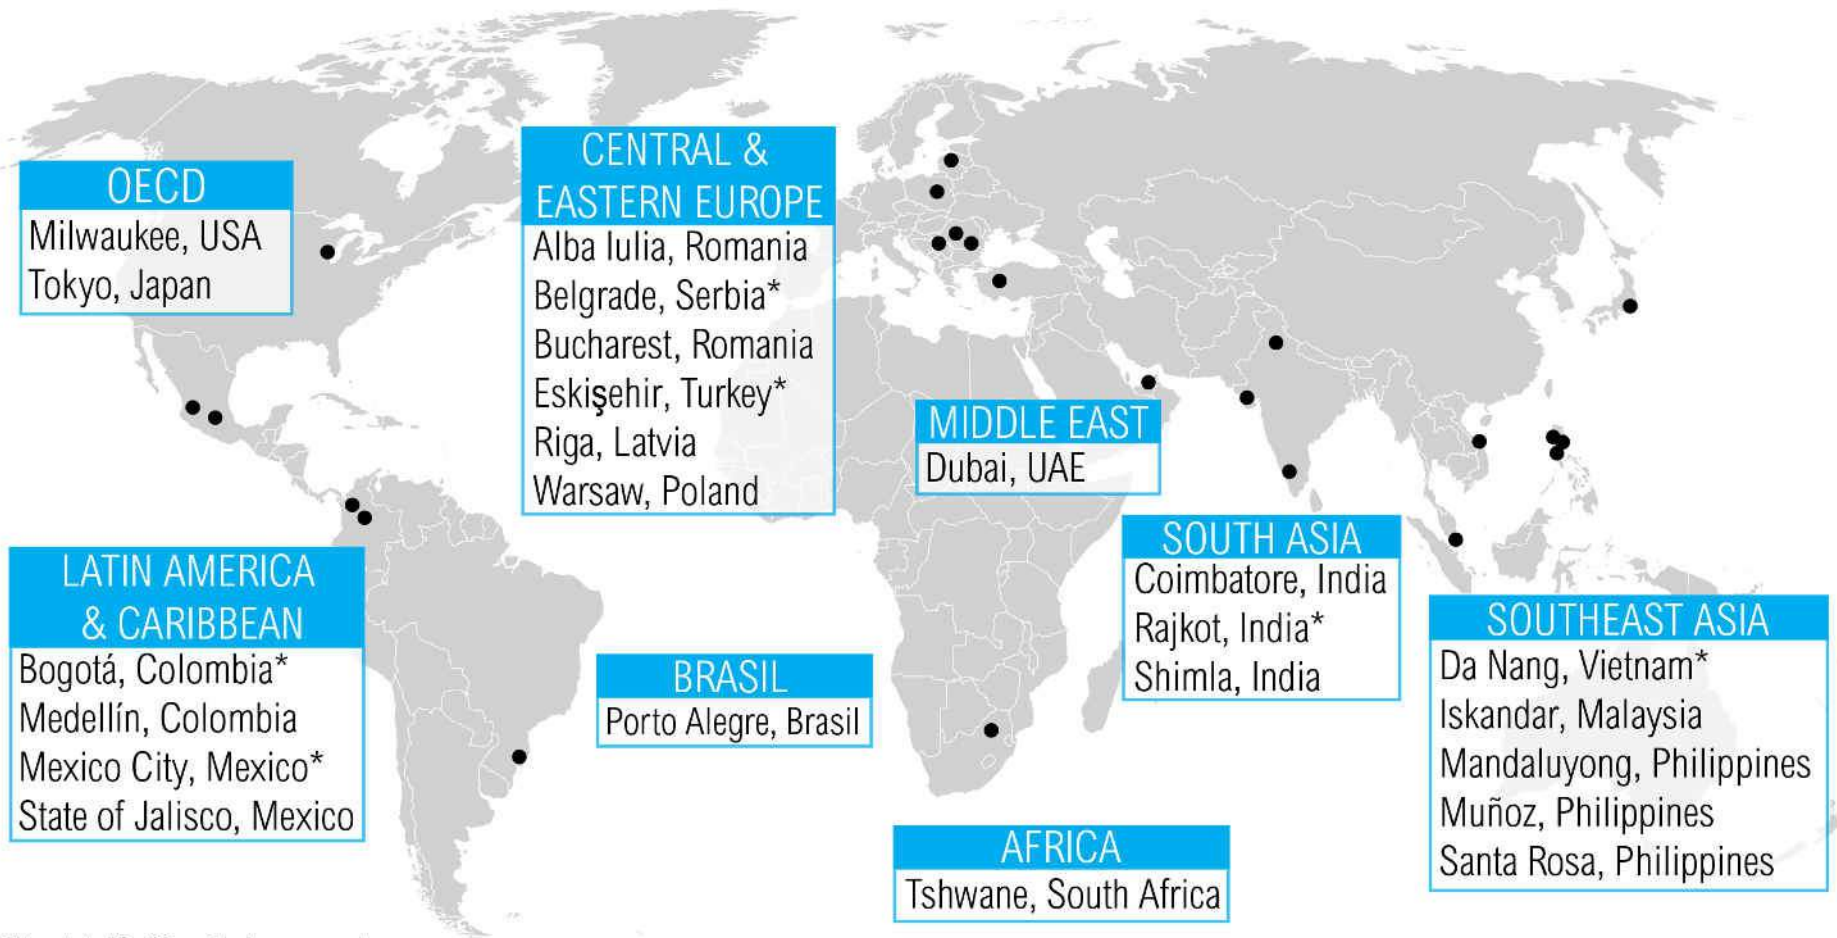 OECD
Milwaukee, USA
Tokyo, Japan
CENTRAL &
EASTERN EUROPE
Alba Iulia, Romania
Belgrade, Serbia*
Bucharest, Romania
Eskişehir, Turkey*
Riga, Latvia
Warsaw, Poland
MIDDLE EAST
Dubai, UAE
LATIN AMERICA
& CARIBBEAN
Bogotá, Colombia*
Medellín, Colombia
Mexico City, Mexico*
State of Jalisco, Mexico
BRASIL
Porto Alegre, Brasil
SOUTH ASIA
Coimbatore, India
Rajkot, India*
Shimla, India
SOUTHEAST ASIA
Da Nang, Vietnam*
Iskandar, Malaysia
Mandaluyong, Philippines
Muñoz, Philippines
Santa Rosa, Philippines
AFRICA
Tshwane, South Africa